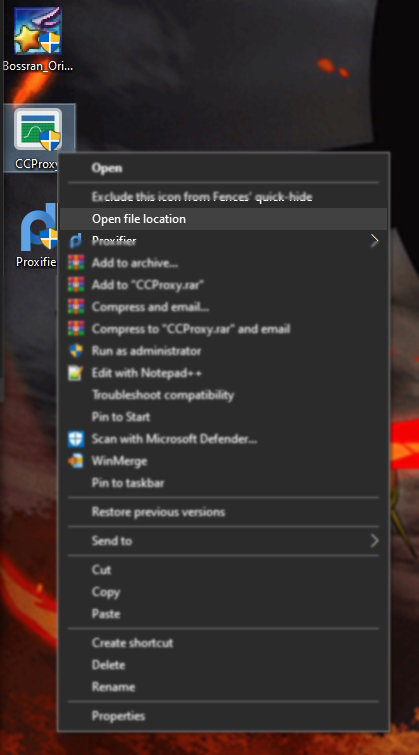 Bossran_Ori...
CCProxy
Proxifie
Open
Exclude this icon from Fences' quick-hide
Open file location
Proxifier
Add to archive...
Add to "CCProxy.rar"
Compress and email...
Compress to "CCProxy.rar" and email
Run as administrator
Edit with Notepad++
Troubleshoot compatibility
Pin to Start
Scan with Microsoft Defender...
WinMerge
Pin to taskbar
Restore previous versions
Send to
Cut
Copy
Paste
Create shortcut
Delete
Rename
Properties